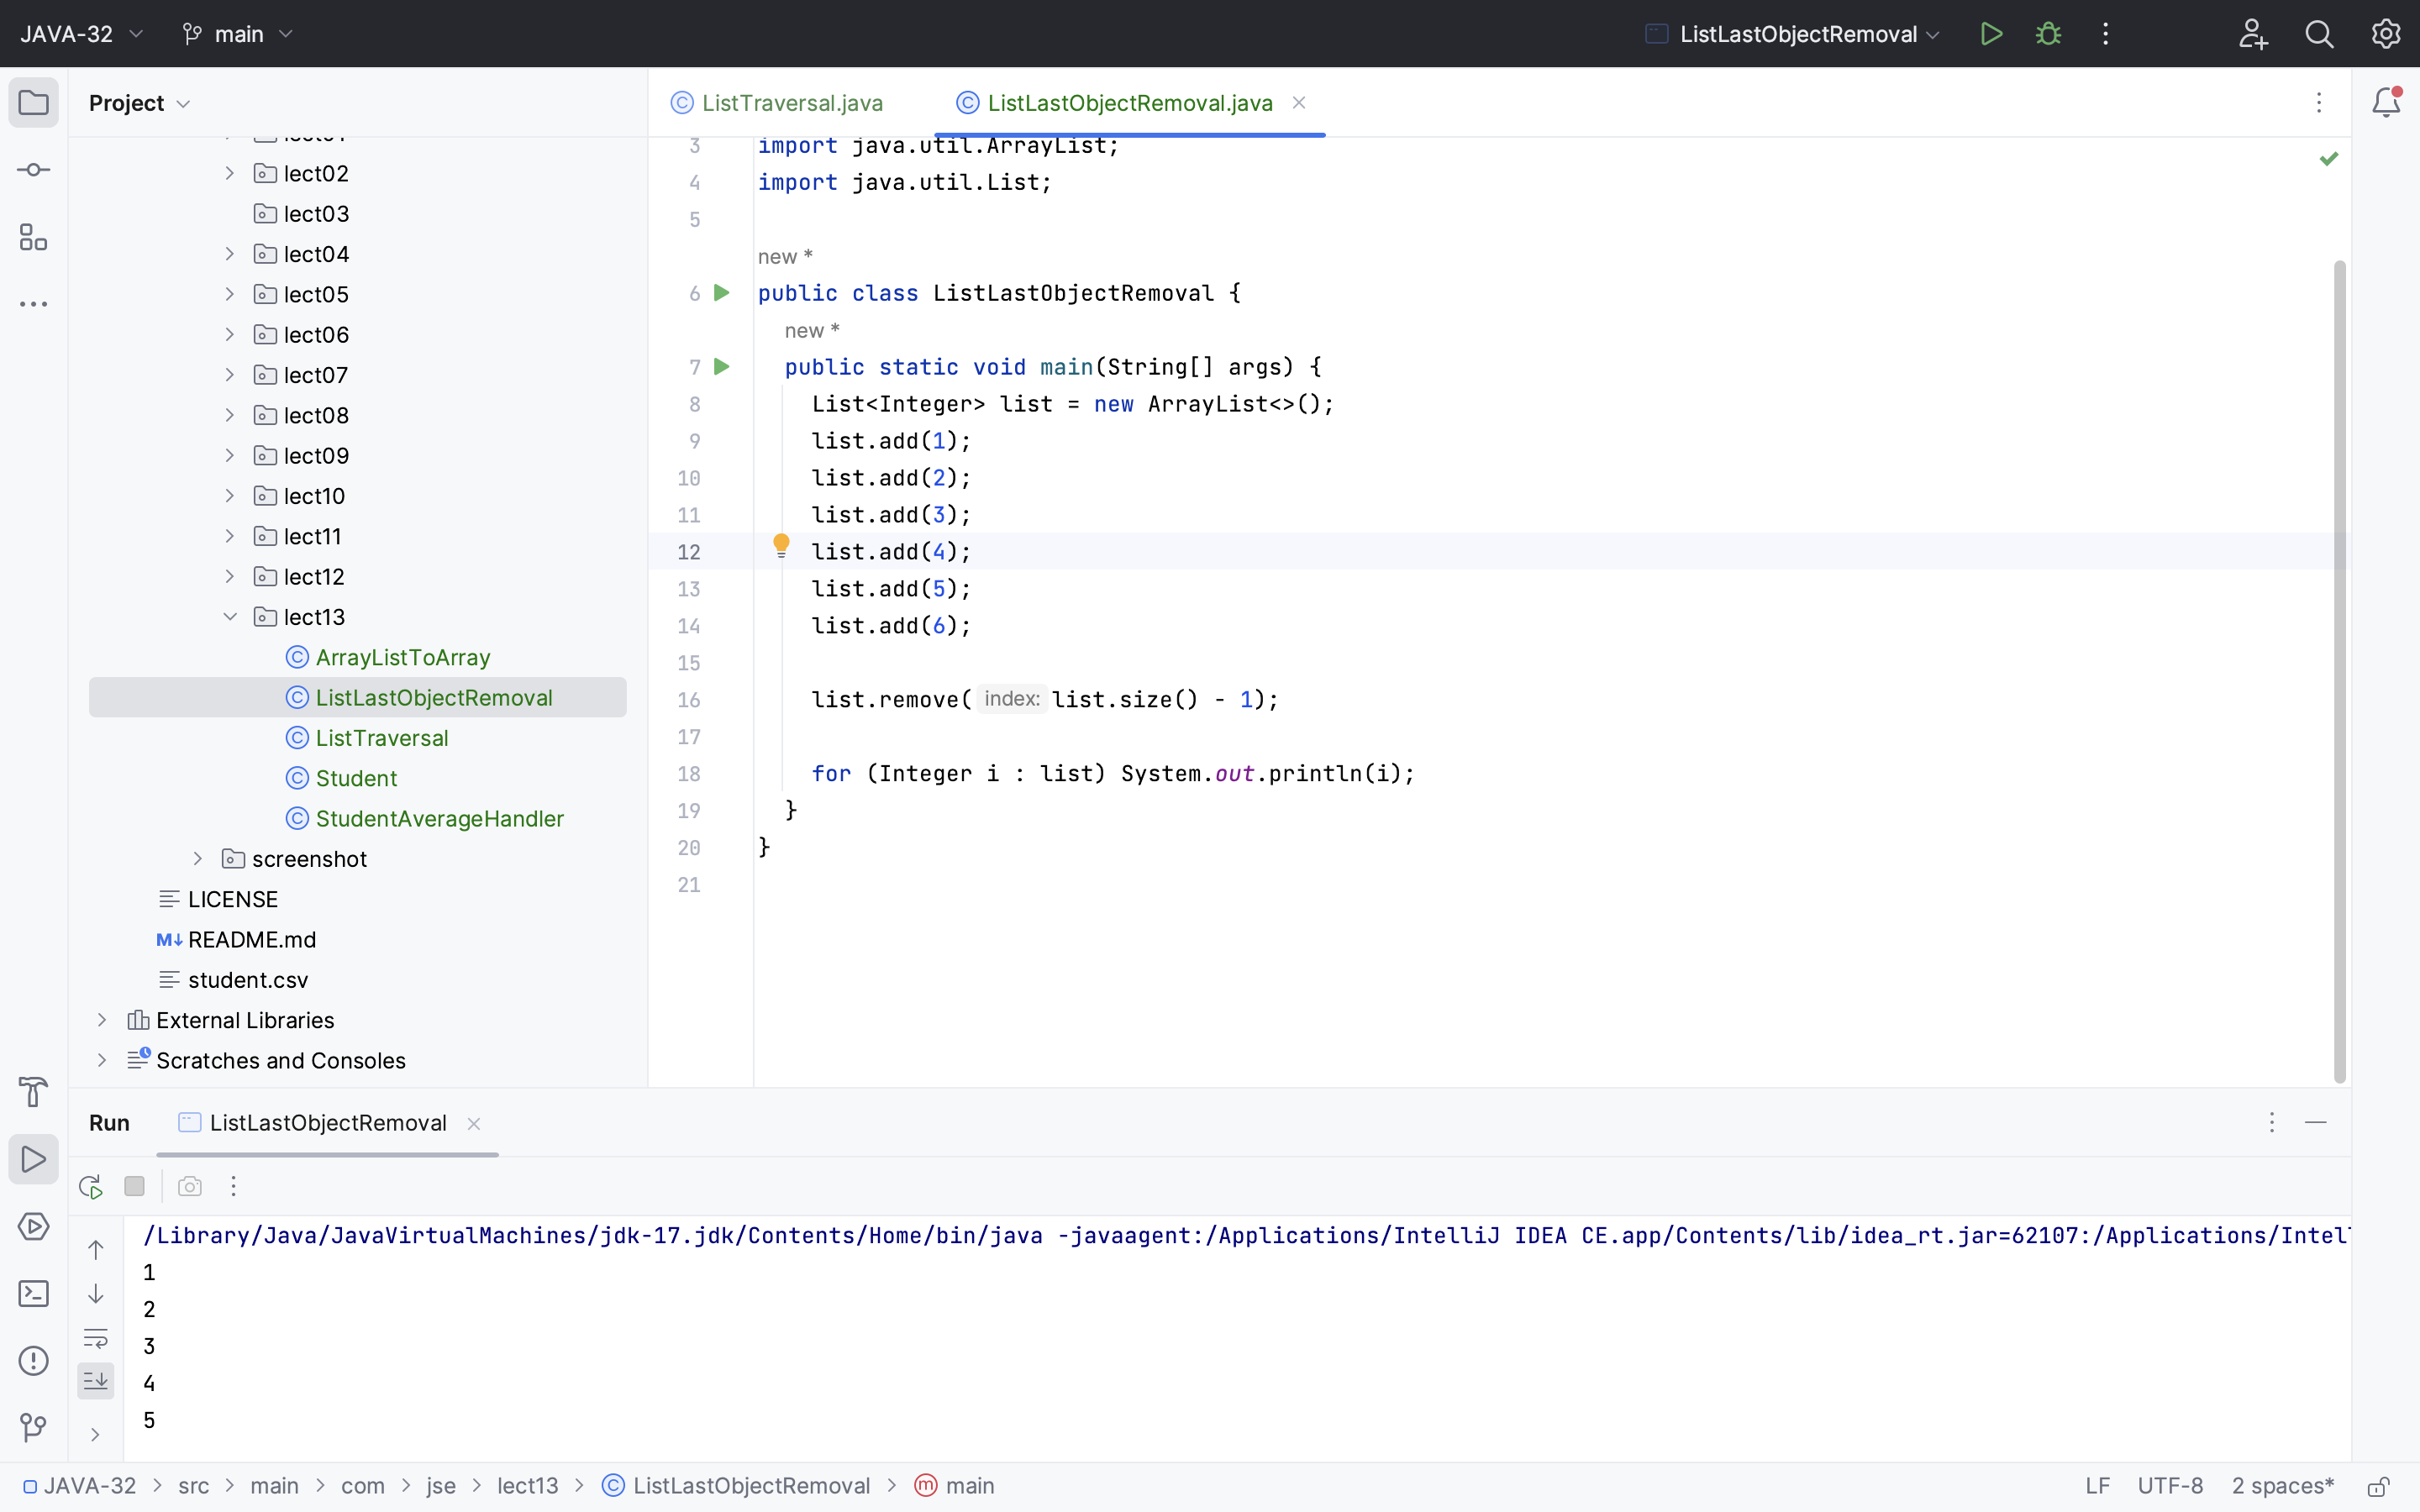 JAVA-32
main
ListLastObjectRemoval
Project
ListTraversal.java
ListLastObjectRemoval.java
lect02
lect03
lect04
lect05
lect06
lect07
lect08
lect09
lect10
lect11
lect12
lect13
ArrayListToArray
ListLastObjectRemoval
ListTraversal
Student
StudentAverageHandler
screenshot
LICENSE
M↓ README.md
student.csv
External Libraries
Scratches and Consoles
3 import java.util.ArrayList;
4 import java.util.List;
5
new *
6 public class ListLastObjectRemoval {
new *
7 public static void main(String[] args) {
8 List<Integer> list = new ArrayList<>();
9 list.add(1);
10 list.add(2);
11 list.add(3);
12 list.add(4);
13 list.add(5);
14 list.add(6);
15
16 list.remove( index: list.size() - 1);
17
18 for (Integer i : list) System.out.println(i);
19 }
20 }
21
Run
ListLastObjectRemoval
/Library/Java/JavaVirtualMachines/jdk-17.jdk/Contents/Home/bin/java -javaagent:/Applications/IntelliJ IDEA CE.app/Contents/lib/idea_rt.jar=62107:/Applications/Intel
1
2
3
4
5
JAVA-32 > src > main > com > jse > lect13 > ListLastObjectRemoval > main
LF UTF-8 2 spaces*